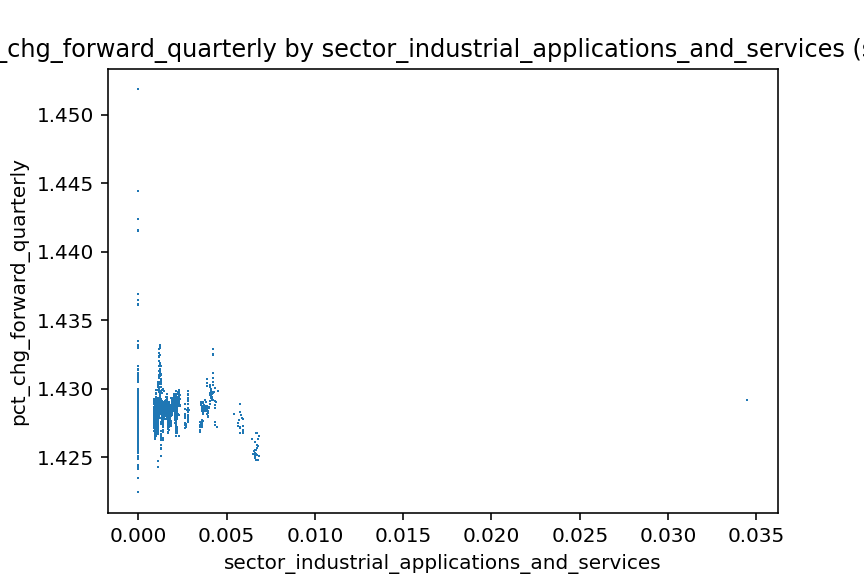 _chg_forward_quarterly by sector_industrial_applications_and_services (
1.450
1.445
1.440
1.435
1.430
1.425
pct_chg_forward_quarterly
0.000 0.005 0.010 0.015 0.020 0.025 0.030 0.035
sector_industrial_applications_and_services